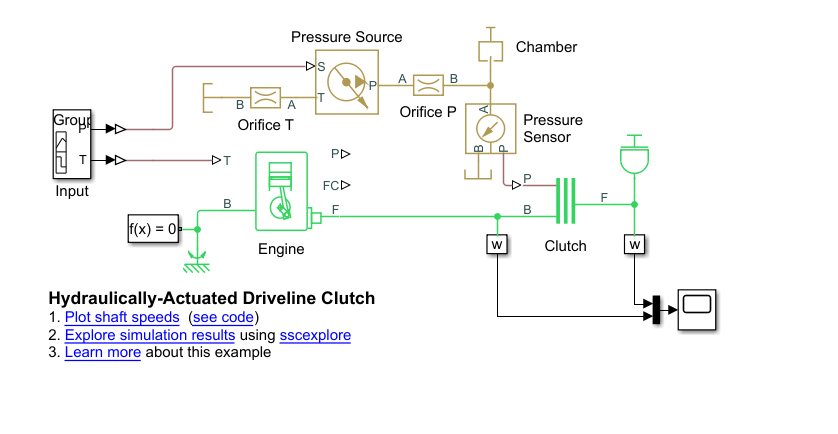 Pressure Source
Chamber
S
P
A
B
T
B
A
Orifice P
Orifice T
A
Pressure
Sensor
B
P
Group
P
T
Input
T
P
FC
P
F
B
F
B
f(x) = 0
Engine
Clutch
w
w
Hydraulically-Actuated Driveline Clutch
1. Plot shaft speeds (see code)
2. Explore simulation results using sscexplore
3. Learn more about this example